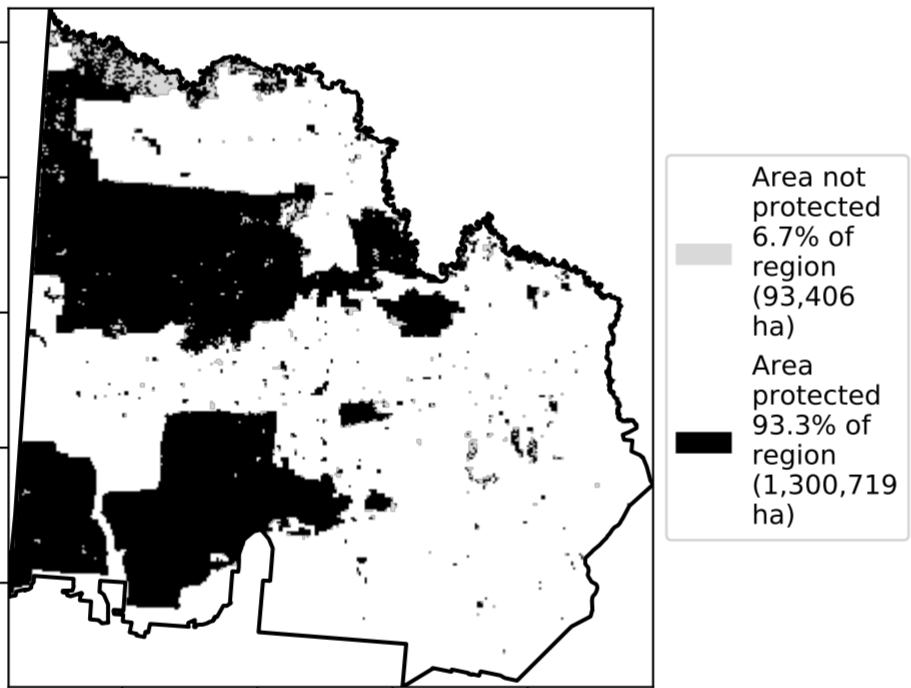 Area not
protected
6.7% of
region
(93,406
ha)
Area
protected
93.3% of
region
(1,300,719
ha)